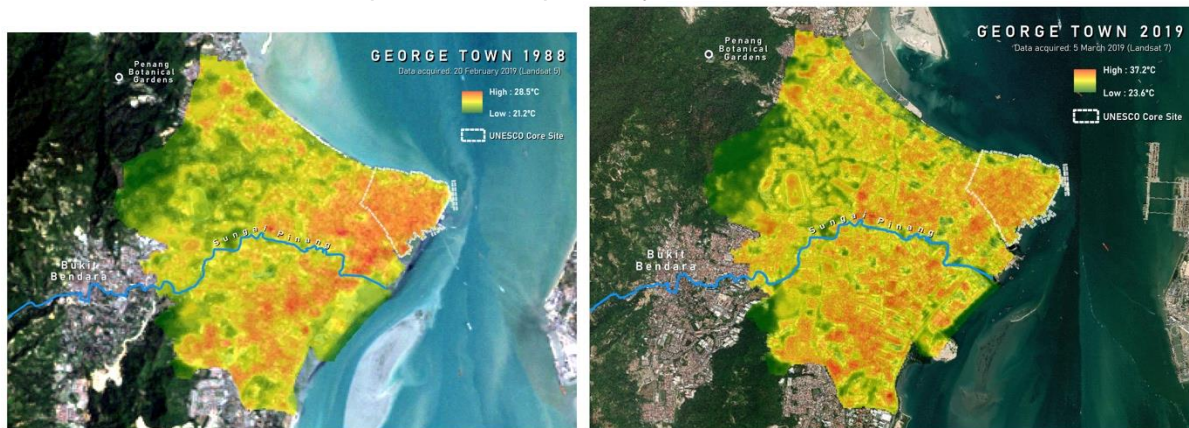 GEORGE TOWN 1988
Data acquired: 20 February 2019 (Landsat 5)
Penang
Botanical
Gardens
High : 28.5°C
Low : 21.2°C
UNESCO Core Site
Sungai Pinang
Bukit
Bendara
GEORGE TOWN 2019
Data acquired: 5 March 2019 (Landsat 7)
Penang
Botanical
Gardens
High : 37.2°C
Low : 23.6°C
UNESCO Core Site
Sungai Pinang
Bukit
Bendara